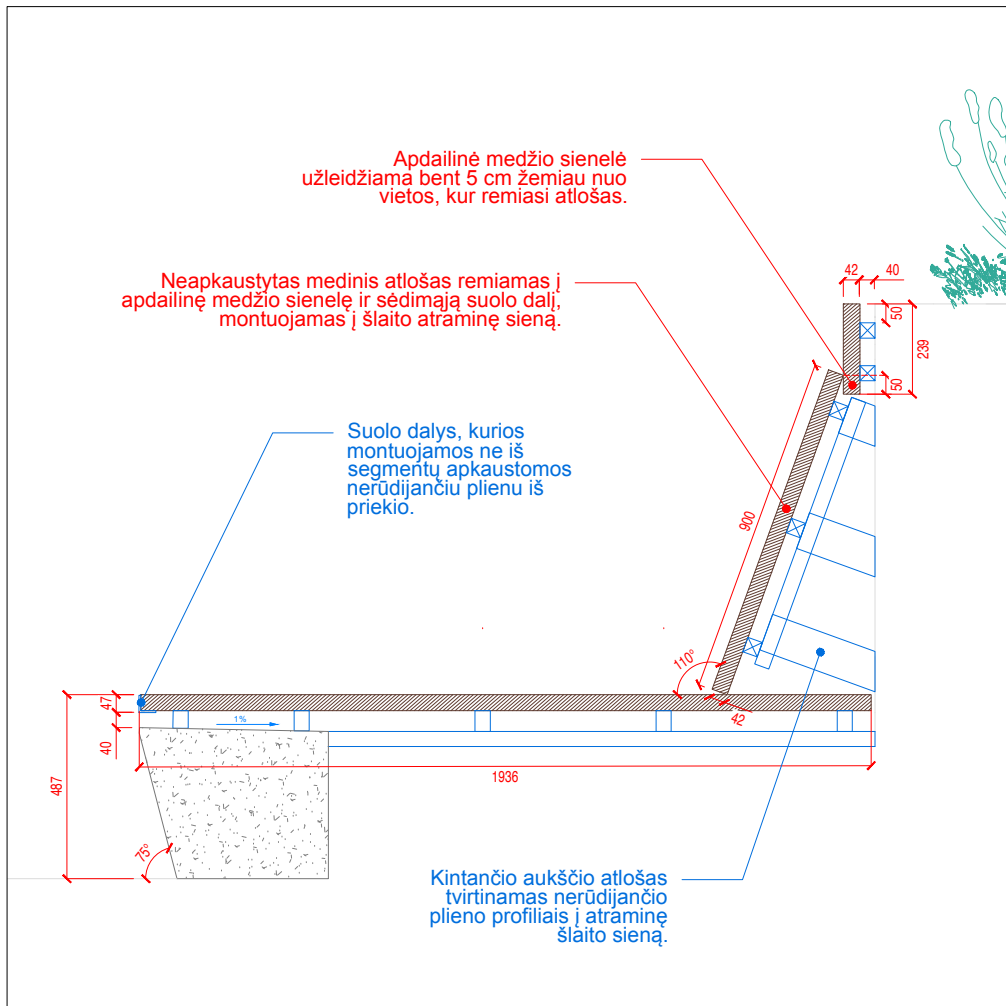 Apdailinė medžio sienelė
užleidžiama bent 5 cm žemiau nuo
vietos, kur remiasi atlošas.
Neapkaustytas medinis atlošas remiamas į
apdailinę medžio sienelę ir sėdimąją suolo dalį,
montuojamas į šlaito atraminę sieną.
42
40
50
239
50
Suolo dalys, kurios
montuojamos ne iš
segmentų apkaustomos
nerūdijančiu plienu iš
priekio.
900
110°
42
47
40
1%
1936
487
75°
Kintančio aukščio atlošas
tvirtinamas nerūdijančio
plieno profiliais į atraminę
šlaito sieną.